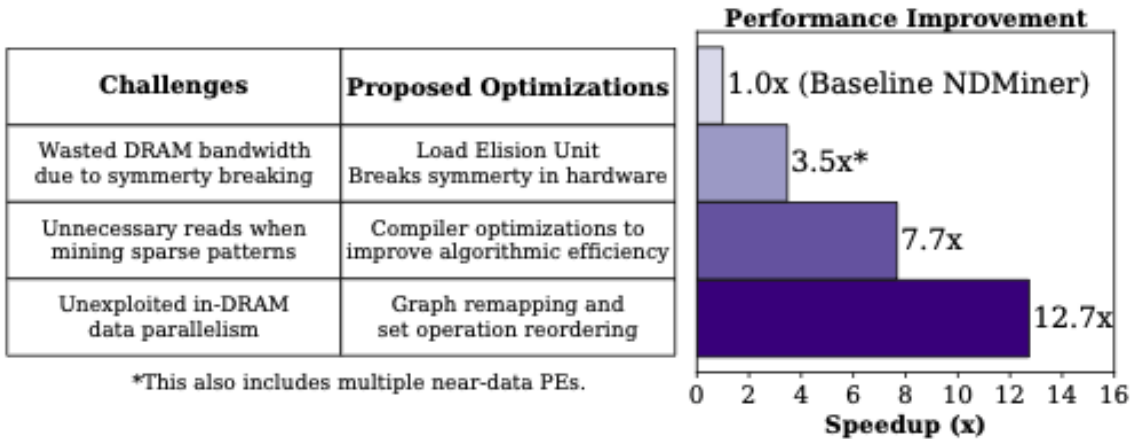 Performance Improvement
Challenges
Proposed Optimizations
1.0x (Baseline NDMiner)
Wasted DRAM bandwidth
due to symmerty breaking
Load Elision Unit
Breaks symmerty in hardware
3.5x*
Unnecessary reads when
mining sparse patterns
Compiler optimizations to
improve algorithmic efficiency
7.7x
Unexploited in-DRAM
data parallelism
Graph remapping and
set operation reordering
12.7x
*This also includes multiple near-data PEs.
0 2 4 6 8 10 12 14 16
Speedup (x)